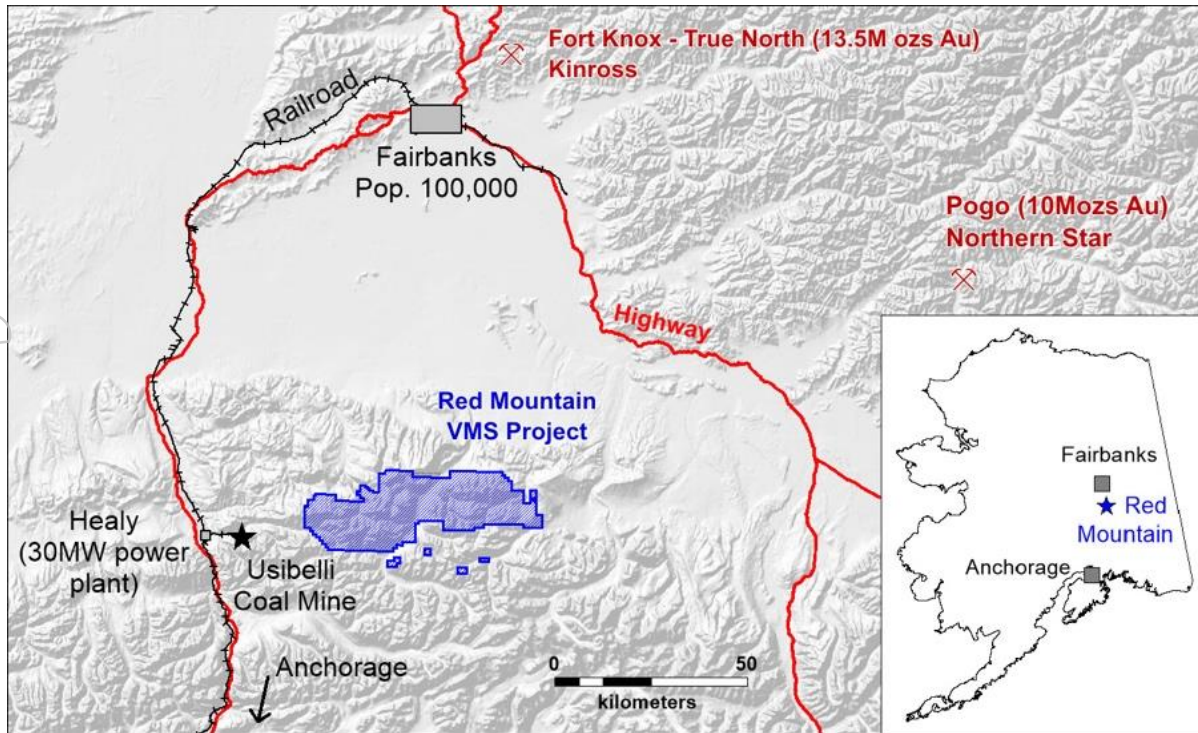 Fort Knox - True North (13.5M ozs Au)
Kinross
Railroad
Fairbanks
Pop. 100,000
Pogo (10Mozs Au)
Northern Star
Highway
Red Mountain
VMS Project
Healy
(30MW power
plant)
Usibelli
Coal Mine
Anchorage
0 50
kilometers
Fairbanks
Red
Mountain
Anchorage